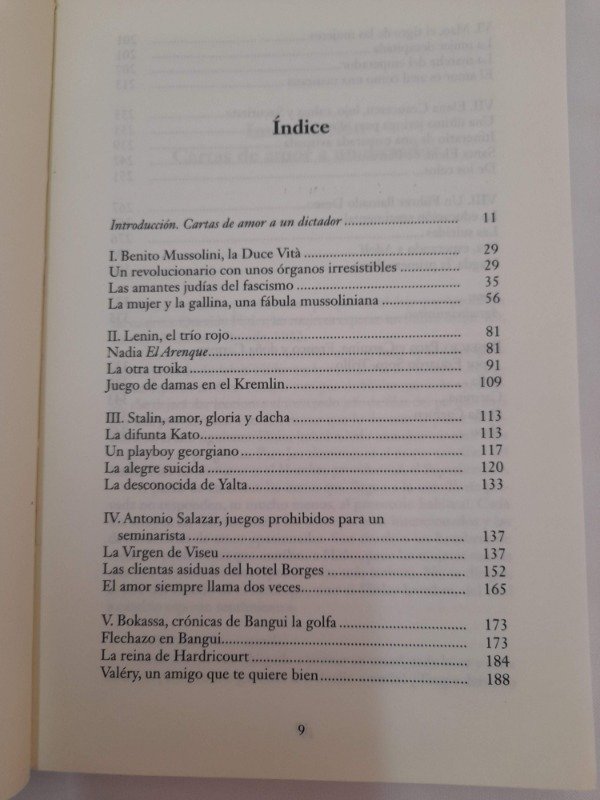 Índice
Introducción. Cartas de amor a un dictador .......................... 11
I. Benito Mussolini, la Duce Vità ................................... 29
Un revolucionario con unos órganos irresistibles ............. 29
Las amantes judías del fascismo .................................... 35
La mujer y la gallina, una fábula mussoliniana ................ 56
II. Lenin, el trío rojo .................................................. 81
Nadia El Arenque ..................................................... 81
La otra troika .......................................................... 91
Juego de damas en el Kremlin ...................................... 109
III. Stalin, amor, gloria y dacha .................................... 113
La difunta Kato ........................................................ 113
Un playboy georgiano ................................................ 117
La alegre suicida ...................................................... 120
La desconocida de Yalta ............................................. 133
IV. Antonio Salazar, juegos prohibidos para un
seminarista ............................................................. 137
La Virgen de Viseu .................................................... 137
Las clientas asiduas del hotel Borges ............................ 152
El amor siempre llama dos veces .................................. 165
V. Bokassa, crónicas de Bangui la golfa ......................... 173
Flechazo en Bangui ................................................... 173
La reina de Hardricourt .............................................. 184
Valéry, un amigo que te quiere bien .............................. 188
9